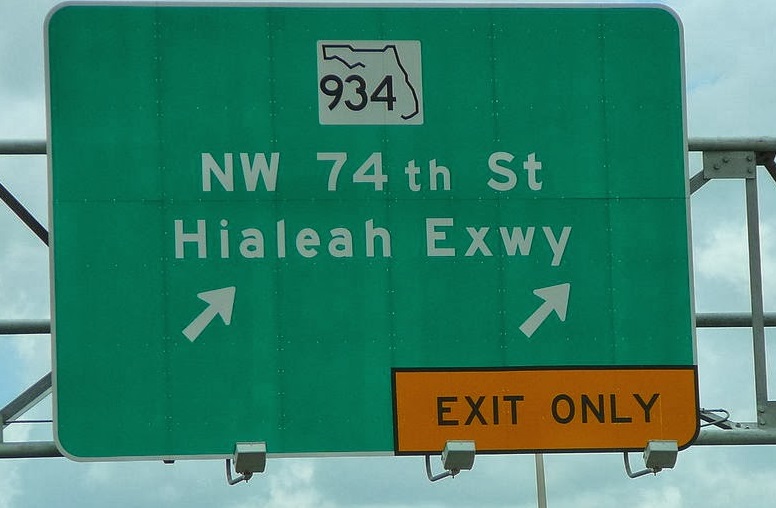 934
NW 74th St
Hialeah Exwy
EXIT ONLY